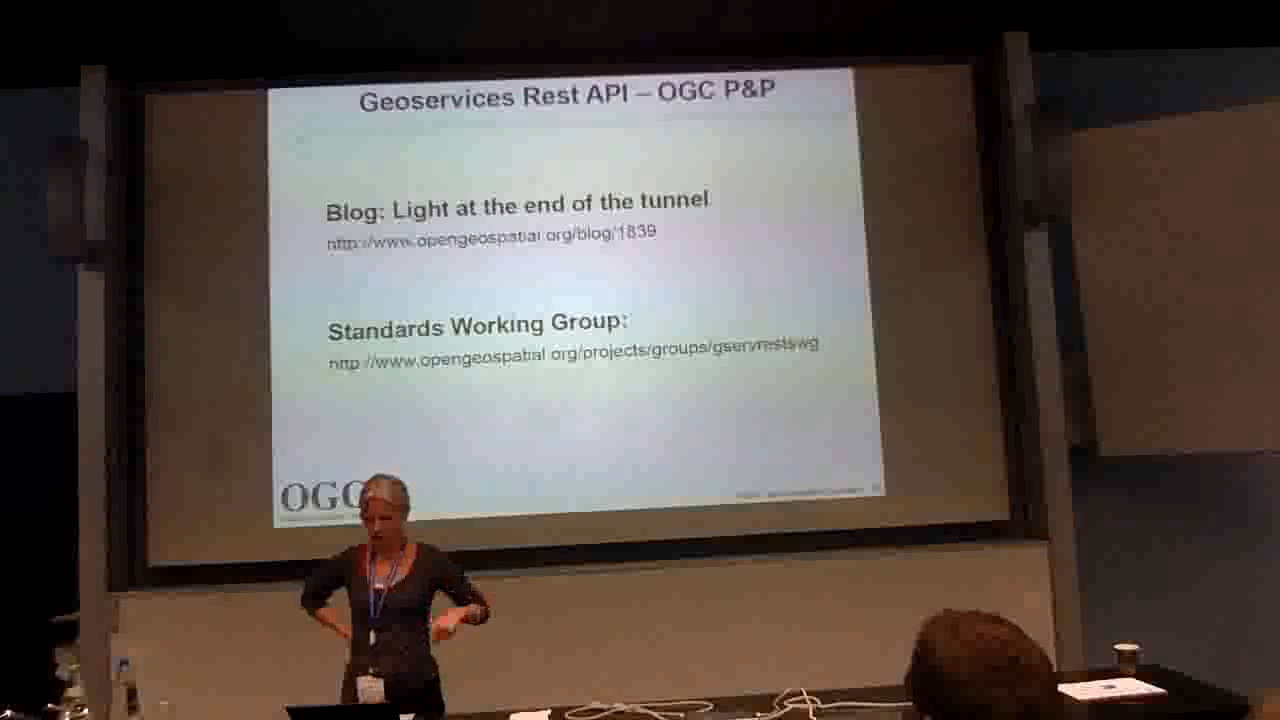 Geoservices Rest API – OGC P&P
Blog: Light at the end of the tunnel
http://www.opengeospatial.org/blog/1839
Standards Working Group:
http://www.opengeospatial.org/projects/groups/gservrestswg
OGC